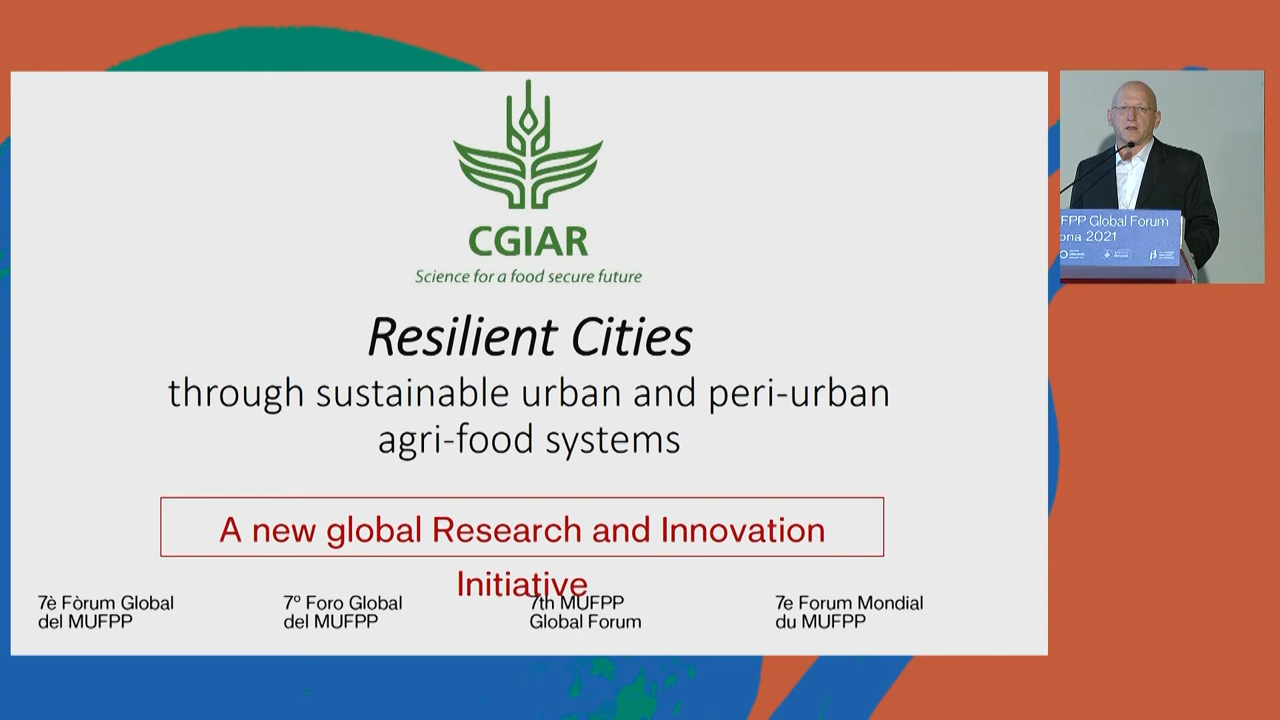 CGIAR
Science for a food secure future
Resilient Cities
through sustainable urban and peri-urban
agri-food systems
A new global Research and Innovation
Initiative
7è Fòrum Global
del MUFPP
7º Foro Global
del MUFPP
7th MUFPP
Global Forum
7e Forum Mondial
du MUFPP
FPP Global Forum
ona 2021